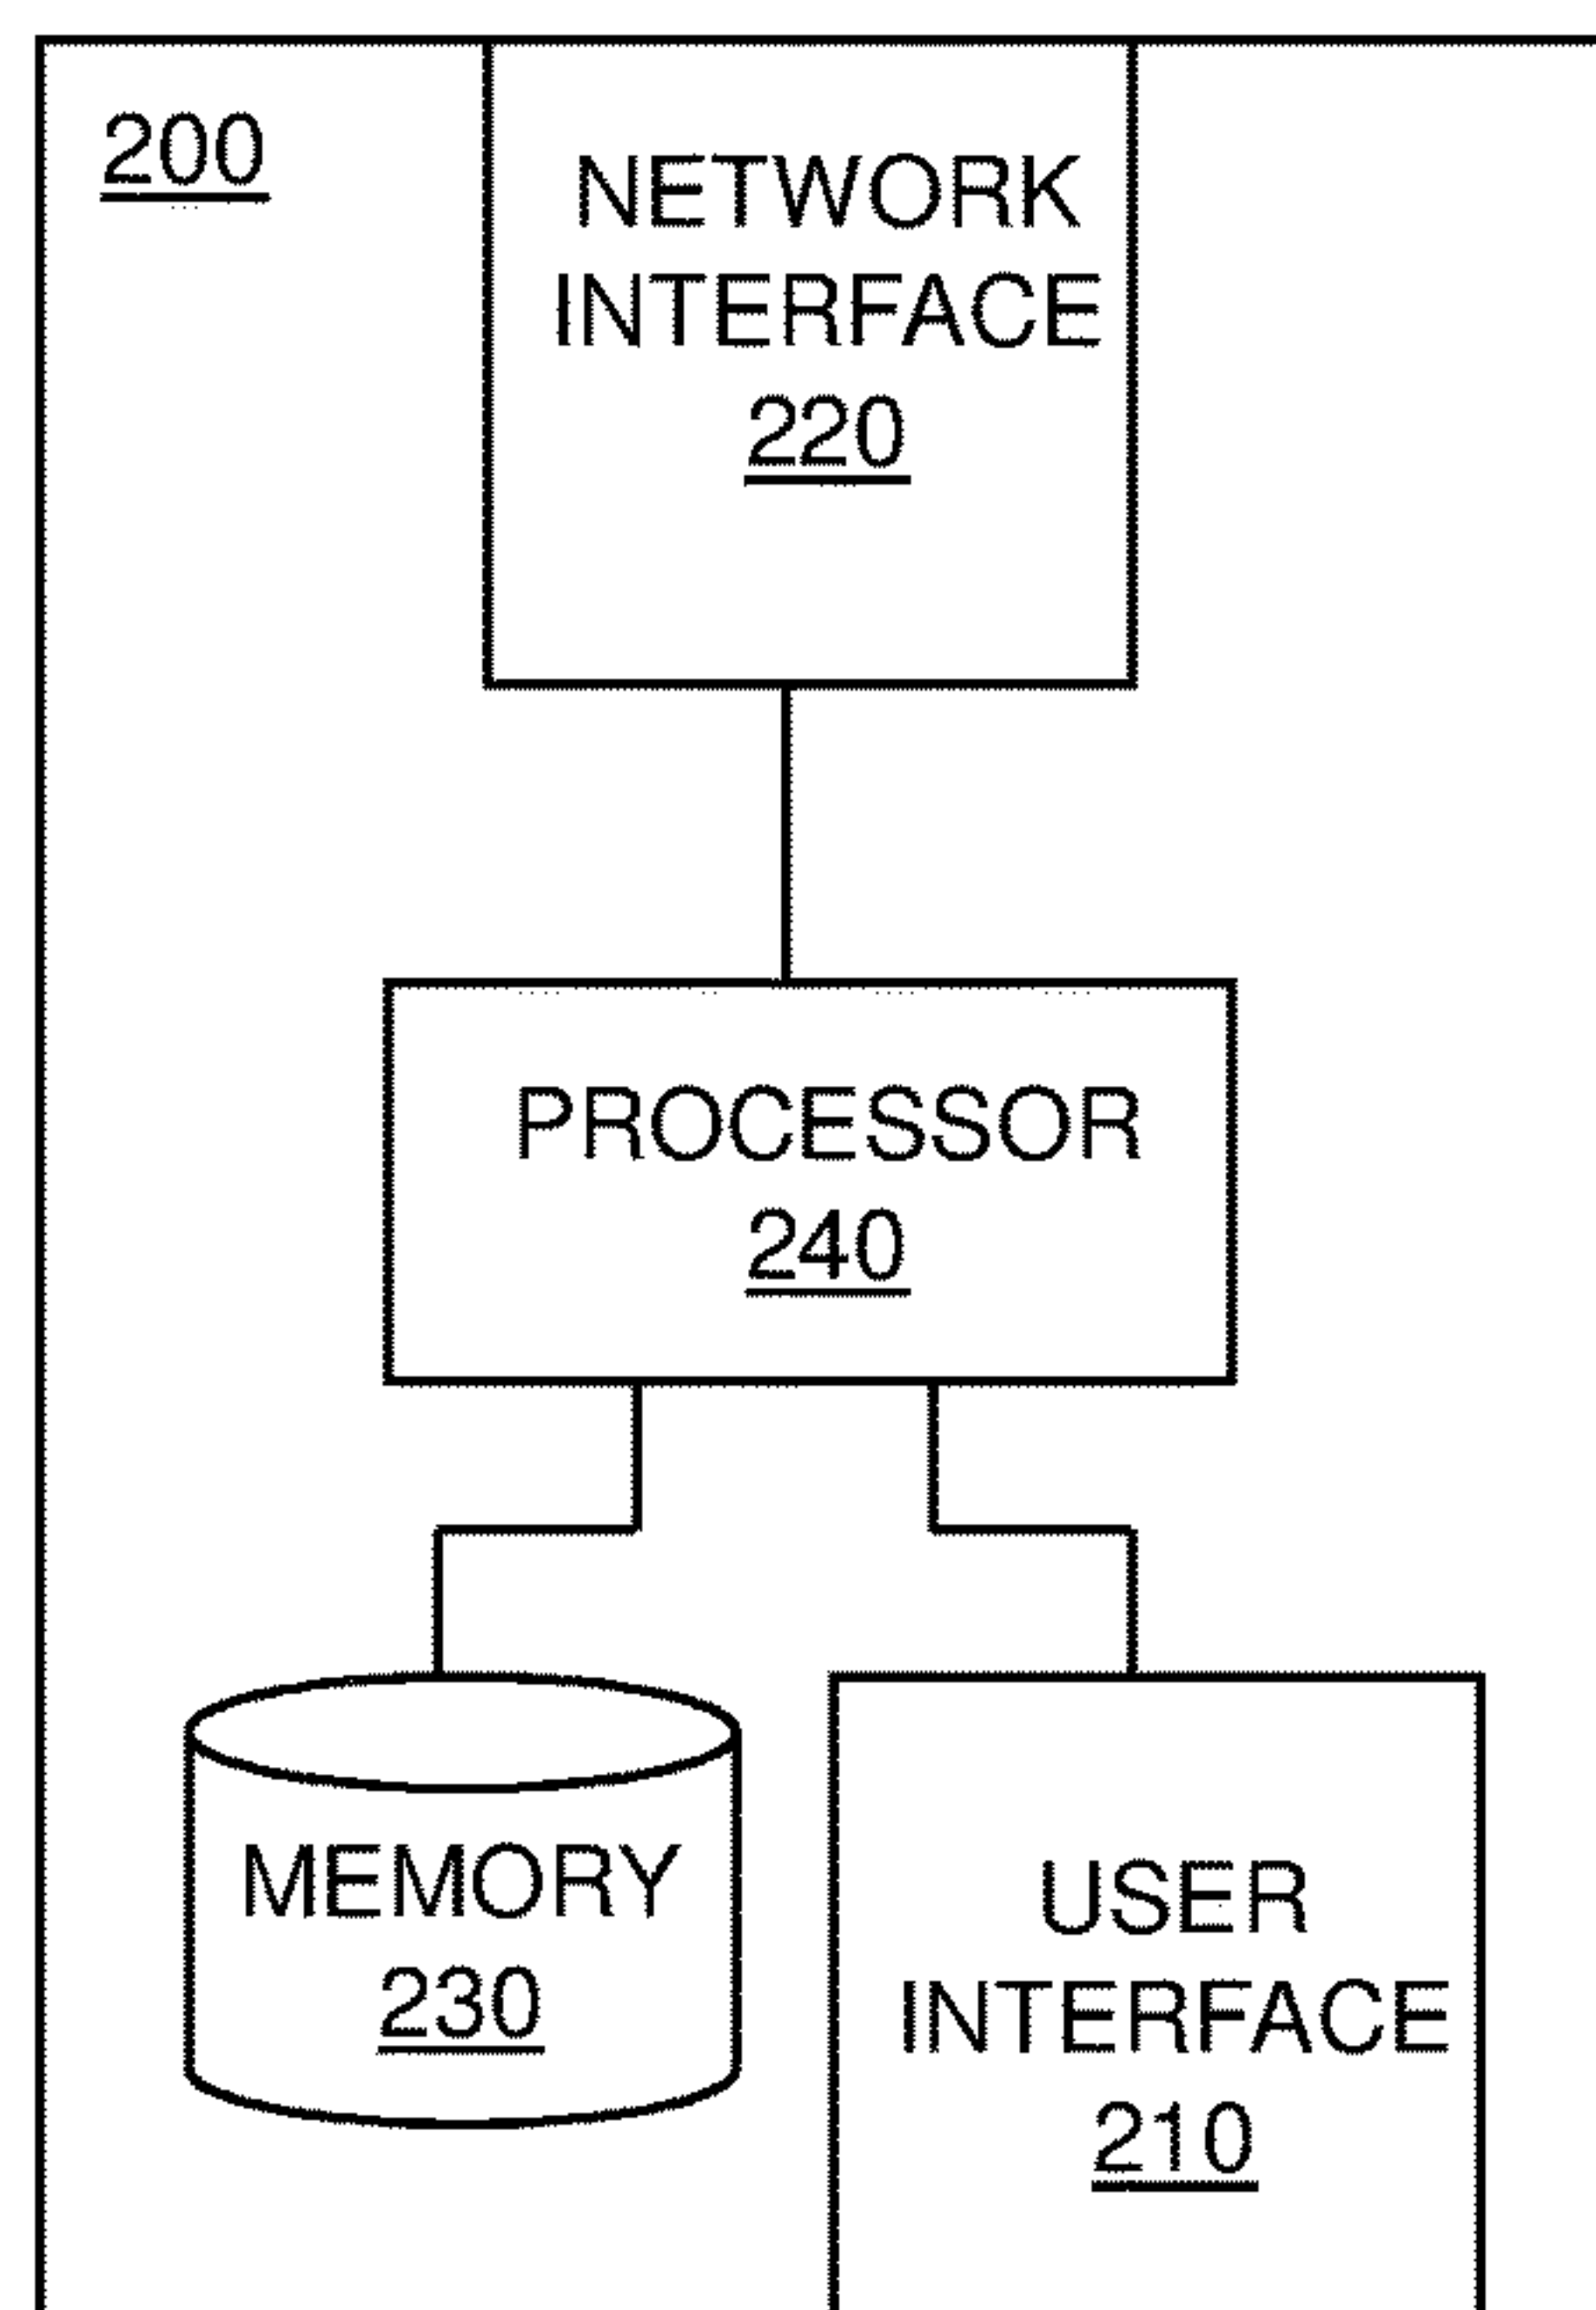 200
NETWORK
INTERFACE
220
PROCESSOR
240
MEMORY
230
USER
INTERFACE
210